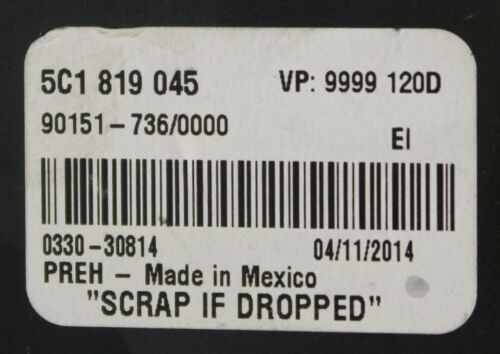 5C1 819 045 VP: 9999 120D
90151-736/0000
EI
0330-30814 04/11/2014
PREH - Made in Mexico
"SCRAP IF DROPPED"